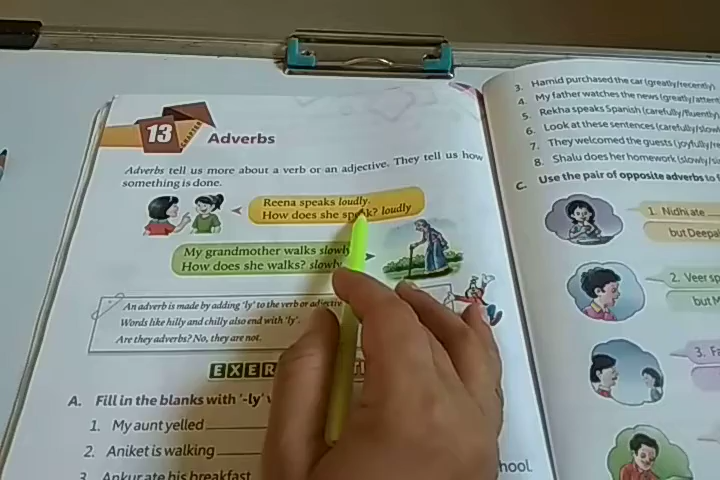 13 CHAPTER
Adverbs
Adverbs tell us more about a verb or an adjective. They tell us how
something is done.
Reena speaks loudly.
How does she speak? loudly
My grandmother walks slowly
How does she walks? slowly
An adverb is made by adding 'ly' to the verb or adjective
Words like hilly and chilly also end with 'ly'.
Are they adverbs? No, they are not.
A. Fill in the blanks with '-ly'
1. My aunt yelled
2. Aniket is walking
3. Ankur ate his breakfast
hool
3. Hamid purchased the car (greatly/recently)
4. My father watches the news (greatly/
5. Rekha speaks Spanish (carefully/fluently)
6. Look at these sentences (carefully/slow
7. They welcomed the guests (joyfully/re
8. Shalu does her homework (slowly/s
C. Use the pair of opposite adverbs to f
1. Nidhi ate
but Deepa
2. Veer sp
but M
3. Fa